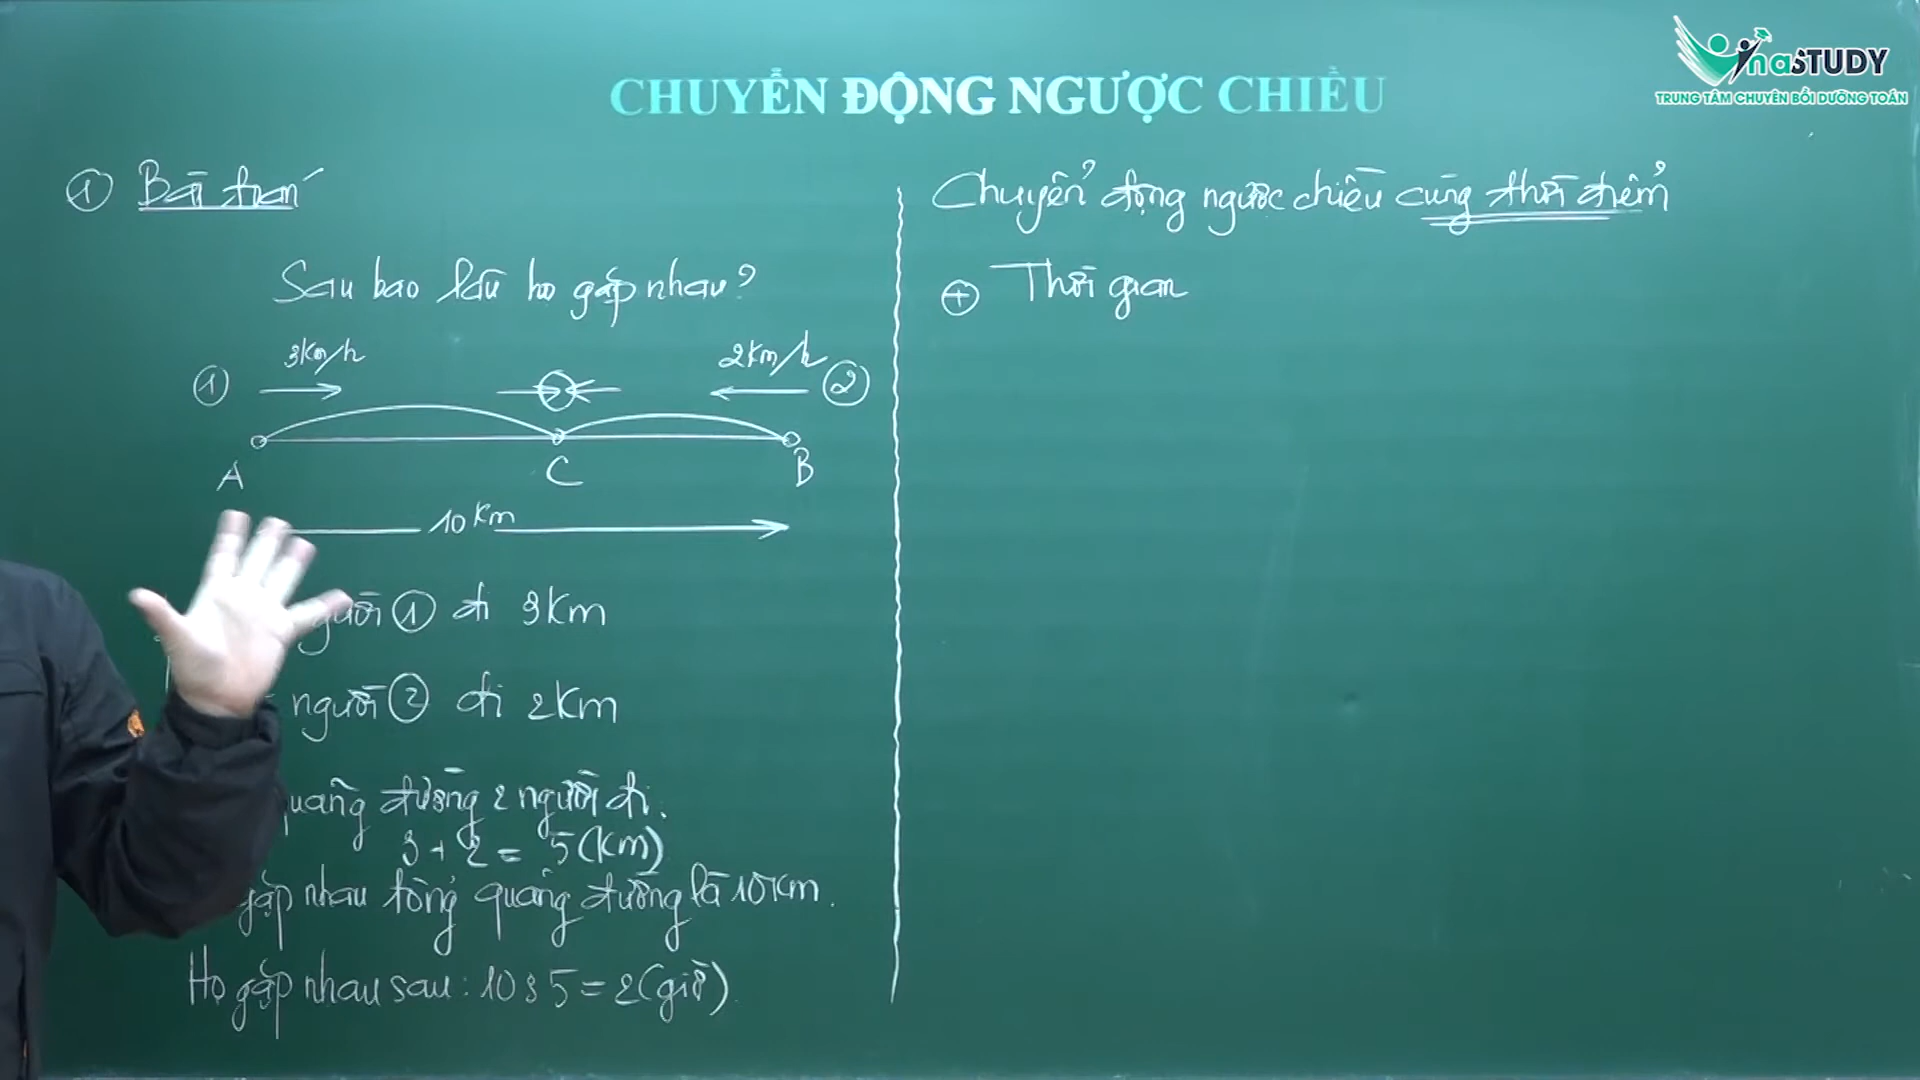 CHUYỂN ĐỘNG NGƯỢC CHIỀU
VinaSTUDY
TRUNG TÂM CHUYÊN BỒI DƯỠNG TOÁN
① Bài toán
Sau bao lâu họ gặp nhau?
3km/h
2km/h
① ②
A C B
10 km
người ① đi 3km
người ② đi 2km
quãng đường 2 người đi:
3 + 2 = 5 (km)
gặp nhau tổng quãng đường là 10km.
Họ gặp nhau sau: 10 : 5 = 2 (giờ)
Chuyển động ngược chiều cùng thời điểm
⊕ Thời gian